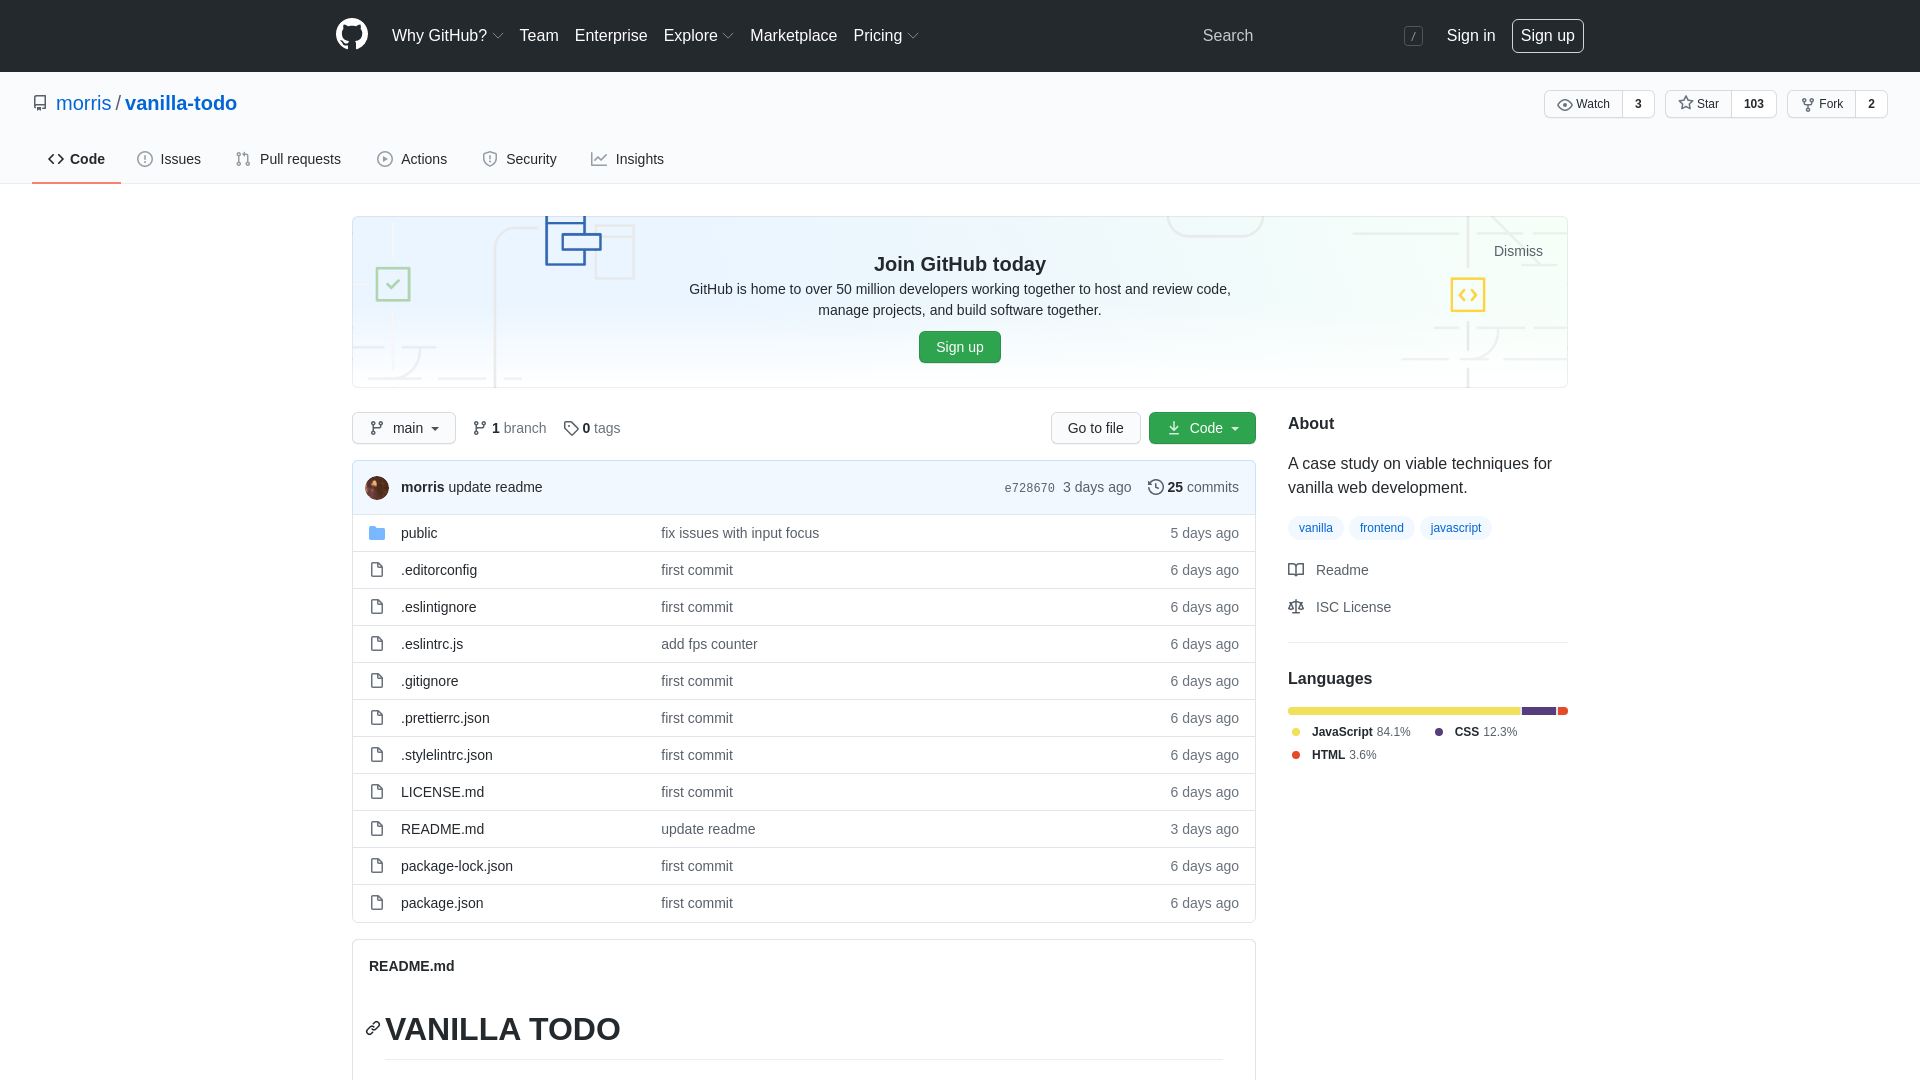 Why GitHub? Team Enterprise Explore Marketplace Pricing Search / Sign in Sign up
morris / vanilla-todo Watch 3 Star 103 Fork 2
Code Issues Pull requests Actions Security Insights
Dismiss
Join GitHub today
GitHub is home to over 50 million developers working together to host and review code,
manage projects, and build software together.
Sign up
main 1 branch 0 tags Go to file Code
morris update readme e728670 3 days ago 25 commits
public fix issues with input focus 5 days ago
.editorconfig first commit 6 days ago
.eslintignore first commit 6 days ago
.eslintrc.js add fps counter 6 days ago
.gitignore first commit 6 days ago
.prettierrc.json first commit 6 days ago
.stylelintrc.json first commit 6 days ago
LICENSE.md first commit 6 days ago
README.md update readme 3 days ago
package-lock.json first commit 6 days ago
package.json first commit 6 days ago
README.md
VANILLA TODO
About
A case study on viable techniques for
vanilla web development.
vanilla frontend javascript
Readme
ISC License
Languages
JavaScript 84.1% CSS 12.3%
HTML 3.6%